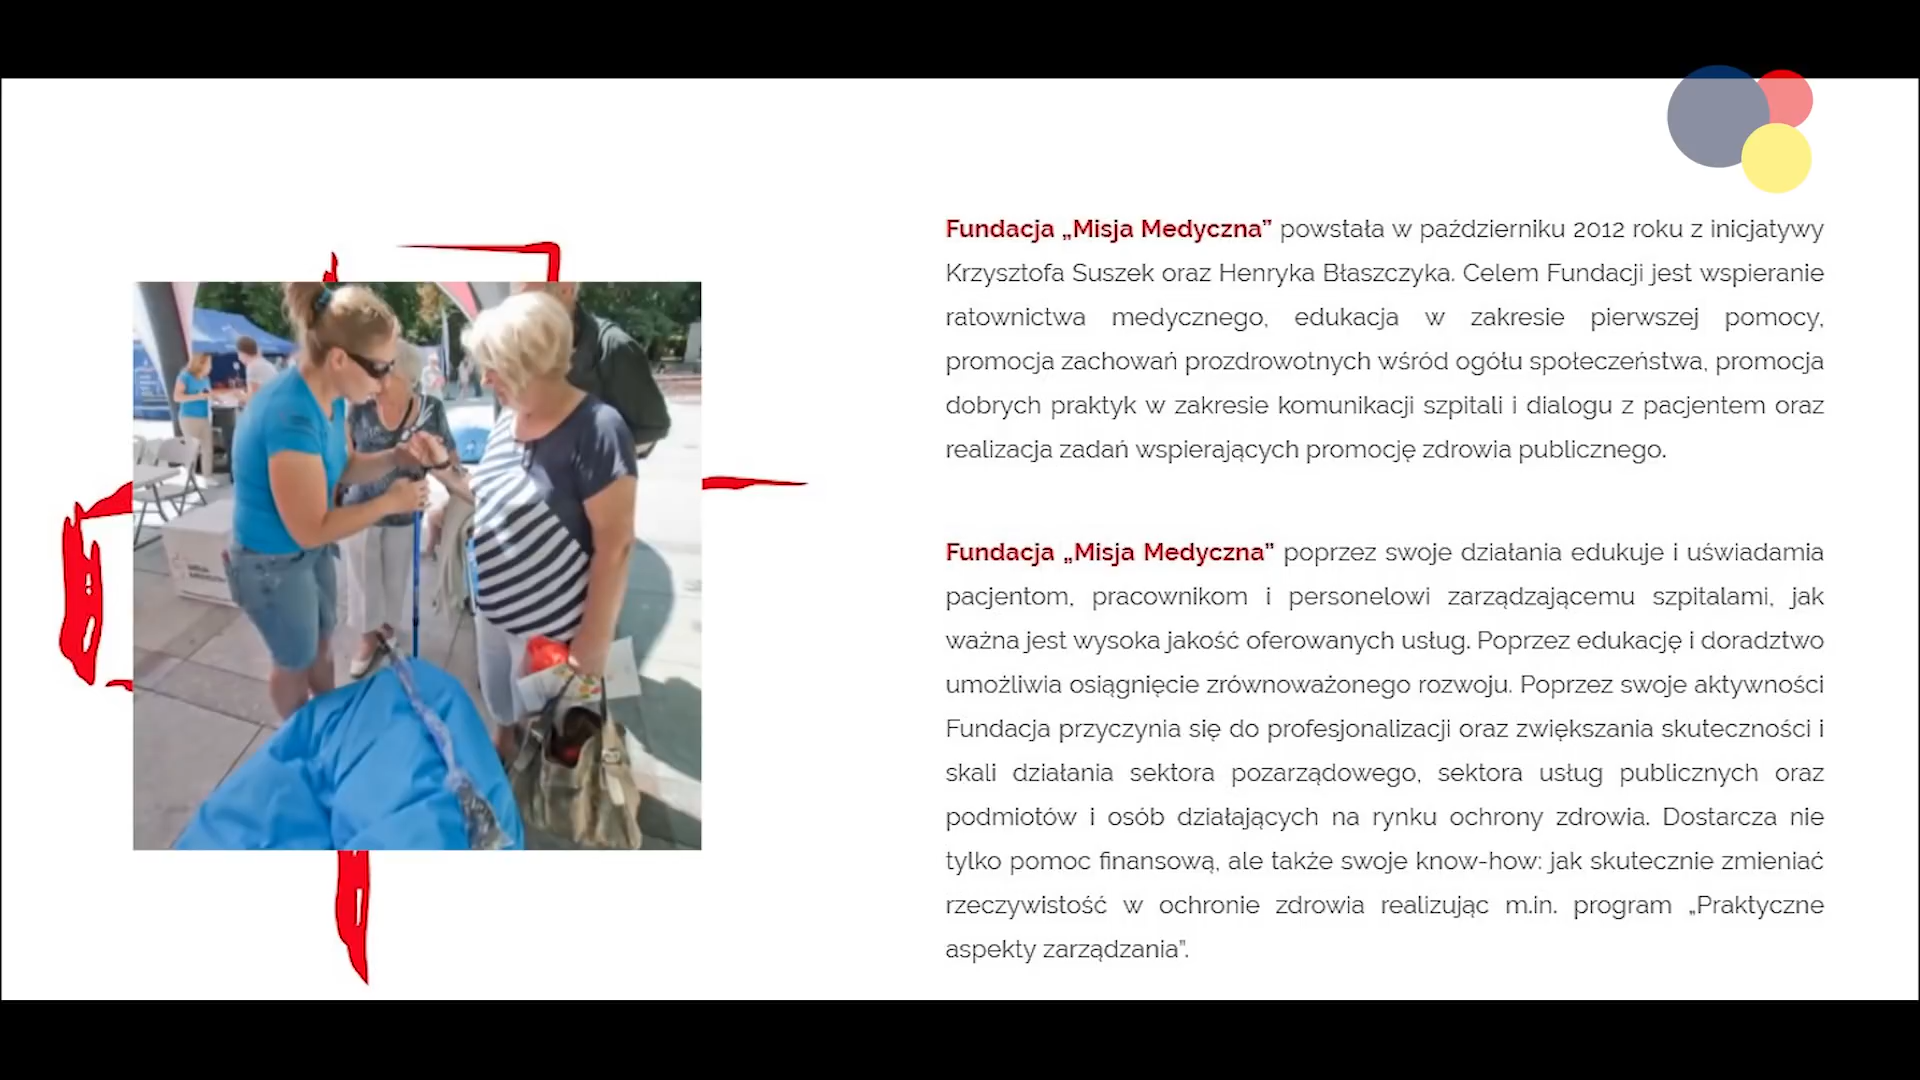 Fundacja „Misja Medyczna” powstała w październiku 2012 roku z inicjatywy
Krzysztofa Suszek oraz Henryka Błaszczyka. Celem Fundacji jest wspieranie
ratownictwa medycznego, edukacja w zakresie pierwszej pomocy,
promocja zachowań prozdrowotnych wśród ogółu społeczeństwa, promocja
dobrych praktyk w zakresie komunikacji szpitali i dialogu z pacjentem oraz
realizacja zadań wspierających promocję zdrowia publicznego.
Fundacja „Misja Medyczna” poprzez swoje działania edukuje i uświadamia
pacjentom, pracownikom i personelowi zarządzającemu szpitalami, jak
ważna jest wysoka jakość oferowanych usług. Poprzez edukację i doradztwo
umożliwia osiągnięcie zrównoważonego rozwoju. Poprzez swoje aktywności
Fundacja przyczynia się do profesjonalizacji oraz zwiększania skuteczności i
skali działania sektora pozarządowego, sektora usług publicznych oraz
podmiotów i osób działających na rynku ochrony zdrowia. Dostarcza nie
tylko pomoc finansową, ale także swoje know-how: jak skutecznie zmieniać
rzeczywistość w ochronie zdrowia realizując m.in. program „Praktyczne
aspekty zarządzania”.